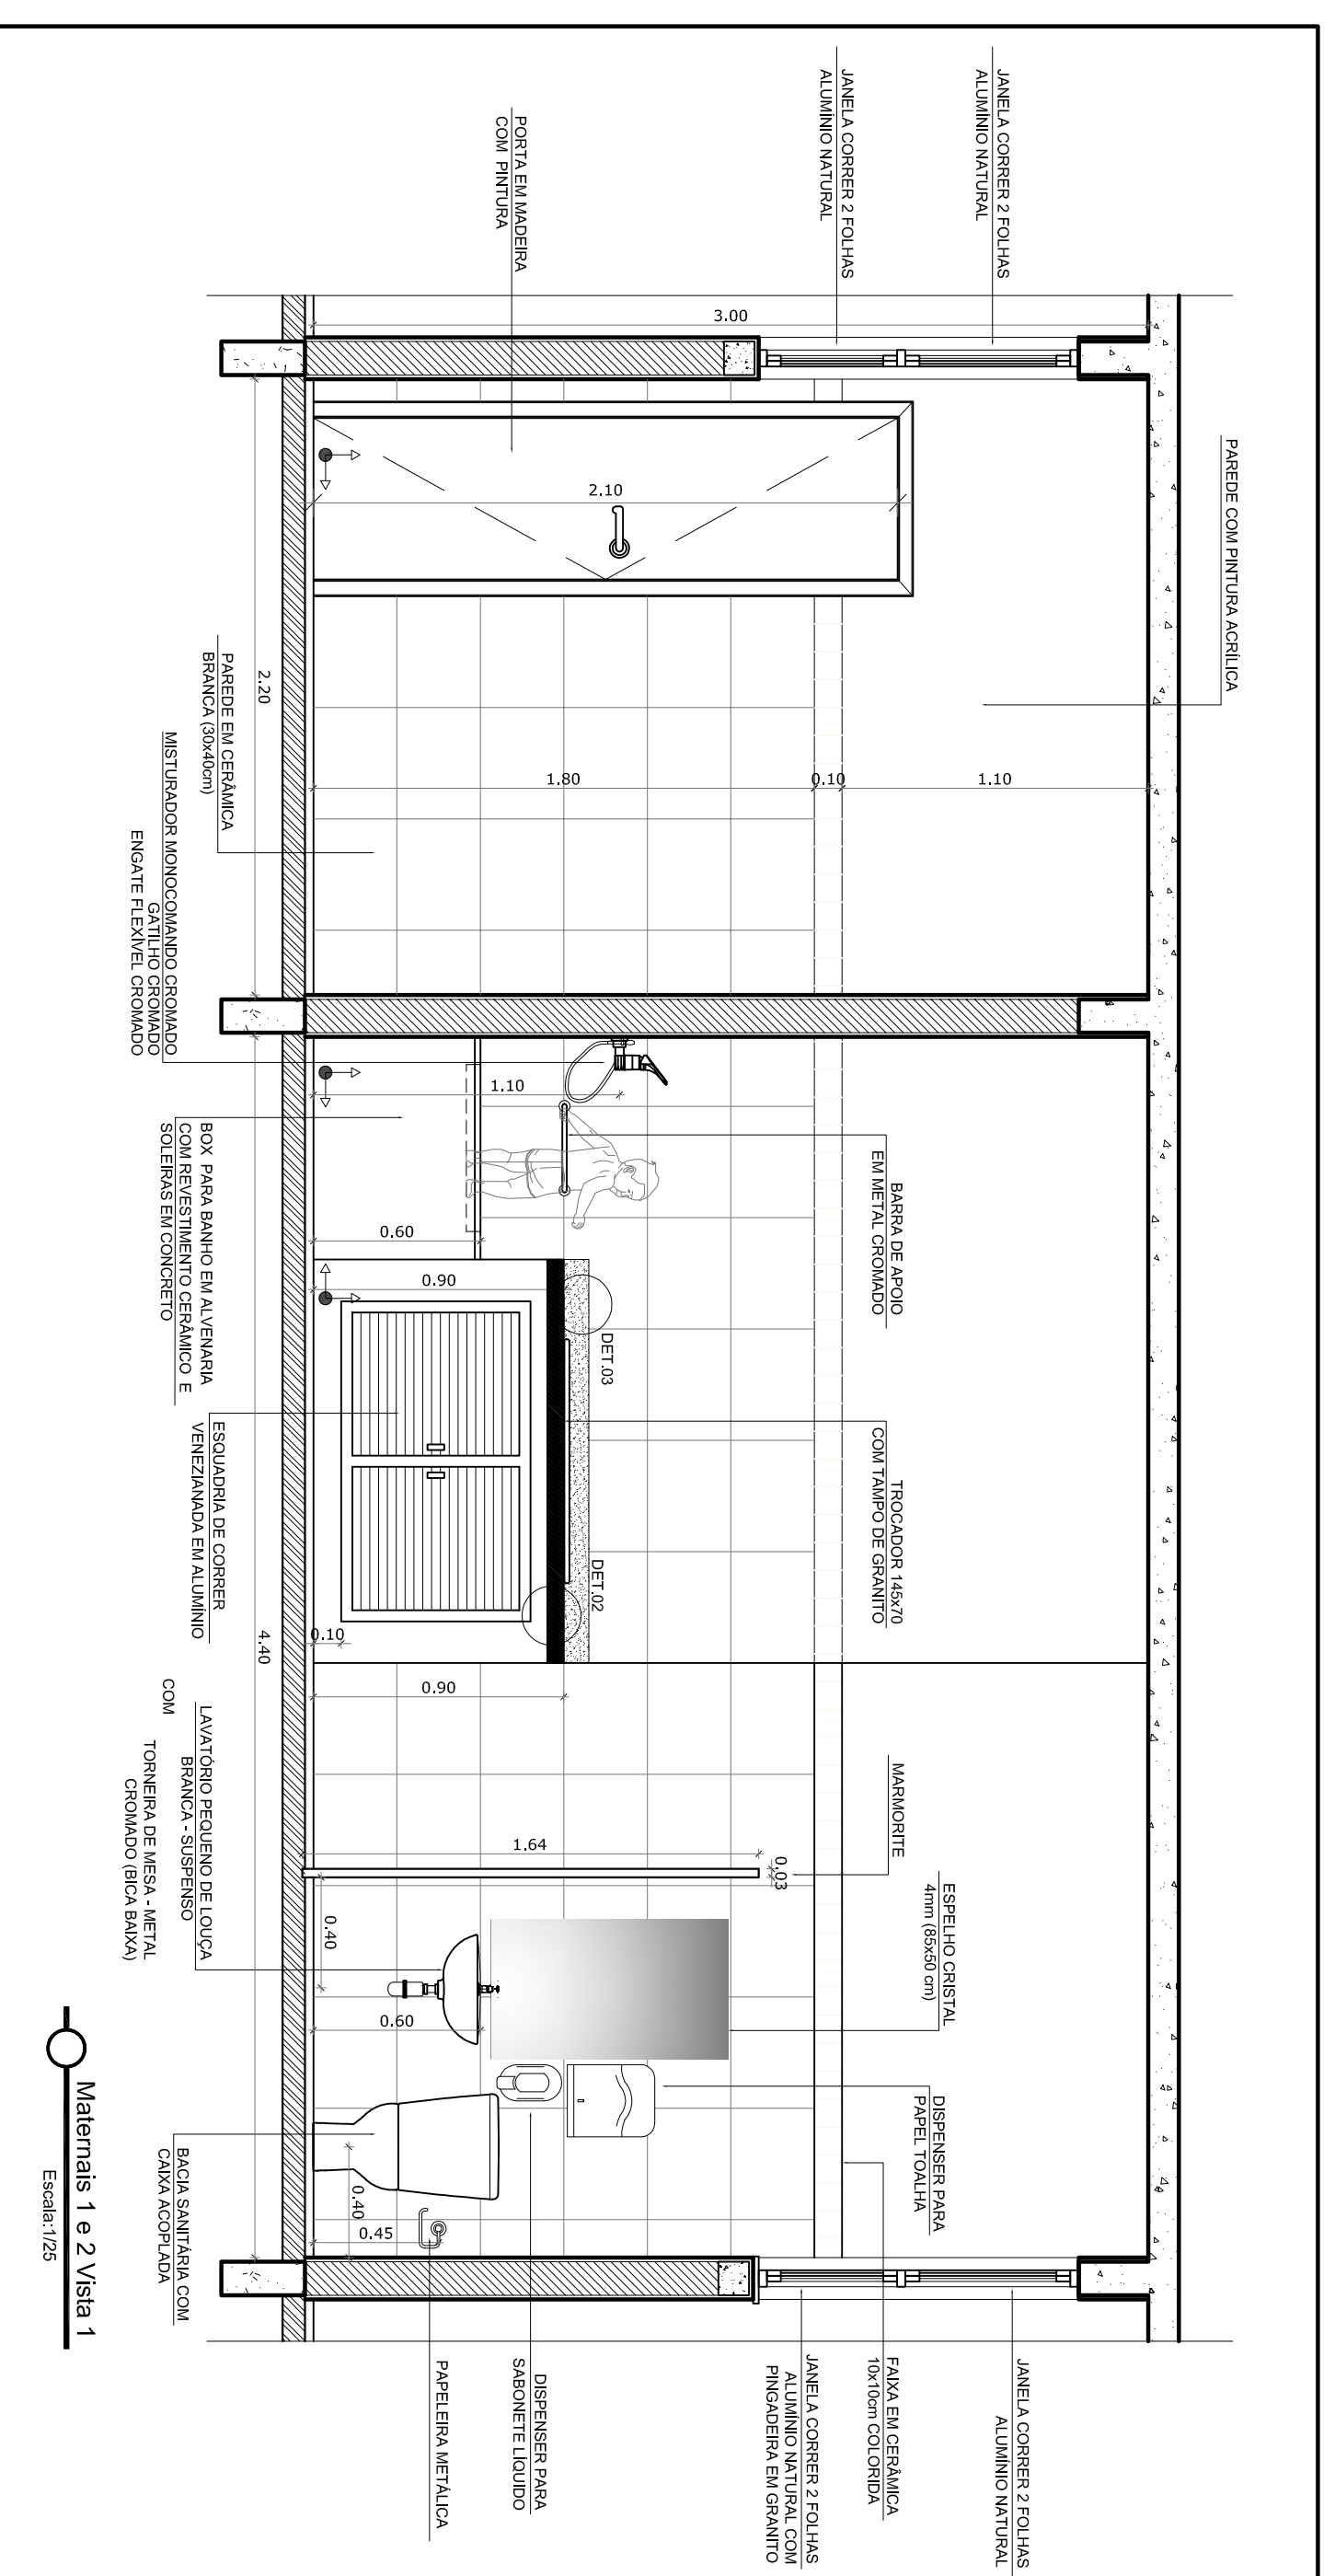 JANELA CORRER 2 FOLHAS
ALUMÍNIO NATURAL
JANELA CORRER 2 FOLHAS
ALUMÍNIO NATURAL
PORTA EM MADEIRA
COM PINTURA
PAREDE COM PINTURA ACRÍLICA
3.00
2.10
2.20
PAREDE EM CERÂMICA
BRANCA (30x40cm)
1.80
0.10
1.10
MISTURADOR MONOCOMANDO CROMADO
GATILHO CROMADO
ENGATE FLEXÍVEL CROMADO
1.10
BARRA DE APOIO
EM METAL CROMADO
0.60
BOX PARA BANHO EM ALVENARIA
COM REVESTIMENTO CERÂMICO E
SOLEIRAS EM CONCRETO
0.90
DET.03
TROCADOR 145x70
COM TAMPO DE GRANITO
DET.02
ESQUADRIA DE CORRER
VENEZIANADA EM ALUMÍNIO
0.10
4.40
0.90
LAVATÓRIO PEQUENO DE LOUÇA
BRANCA - SUSPENSO
COM
TORNEIRA DE MESA - METAL
CROMADO (BICA BAIXA)
MARMORITE
1.64
0.03
ESPELHO CRISTAL
4mm (85x50 cm)
0.40
0.60
DISPENSER PARA
PAPEL TOALHA
BACIA SANITÁRIA COM
CAIXA ACOPLADA
0.40
0.45
JANELA CORRER 2 FOLHAS
ALUMÍNIO NATURAL
FAIXA EM CERÂMICA
10x10cm COLORIDA
JANELA CORRER 2 FOLHAS
ALUMÍNIO NATURAL COM
PINGADEIRA EM GRANITO
DISPENSER PARA
SABONETE LÍQUIDO
PAPELEIRA METÁLICA
Maternais 1 e 2 Vista 1
Escala:1/25